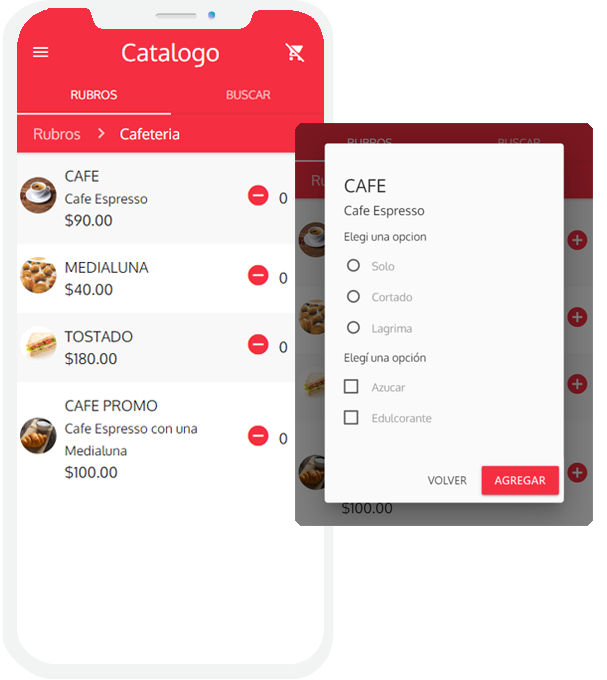 Catalogo
RUBROS
BUSCAR
Rubros > Cafeteria
CAFE
Cafe Espresso
$90.00
0
MEDIALUNA
$40.00
0
TOSTADO
$180.00
0
CAFE PROMO
Cafe Espresso con una
Medialuna
$100.00
0
RUBROS
BUSCAR
Ru
CAFE
Cafe Espresso
Elegi una opcion
Solo
Cortado
Lagrima
Elegí una opción
Azucar
Edulcorante
VOLVER
AGREGAR
$100.00